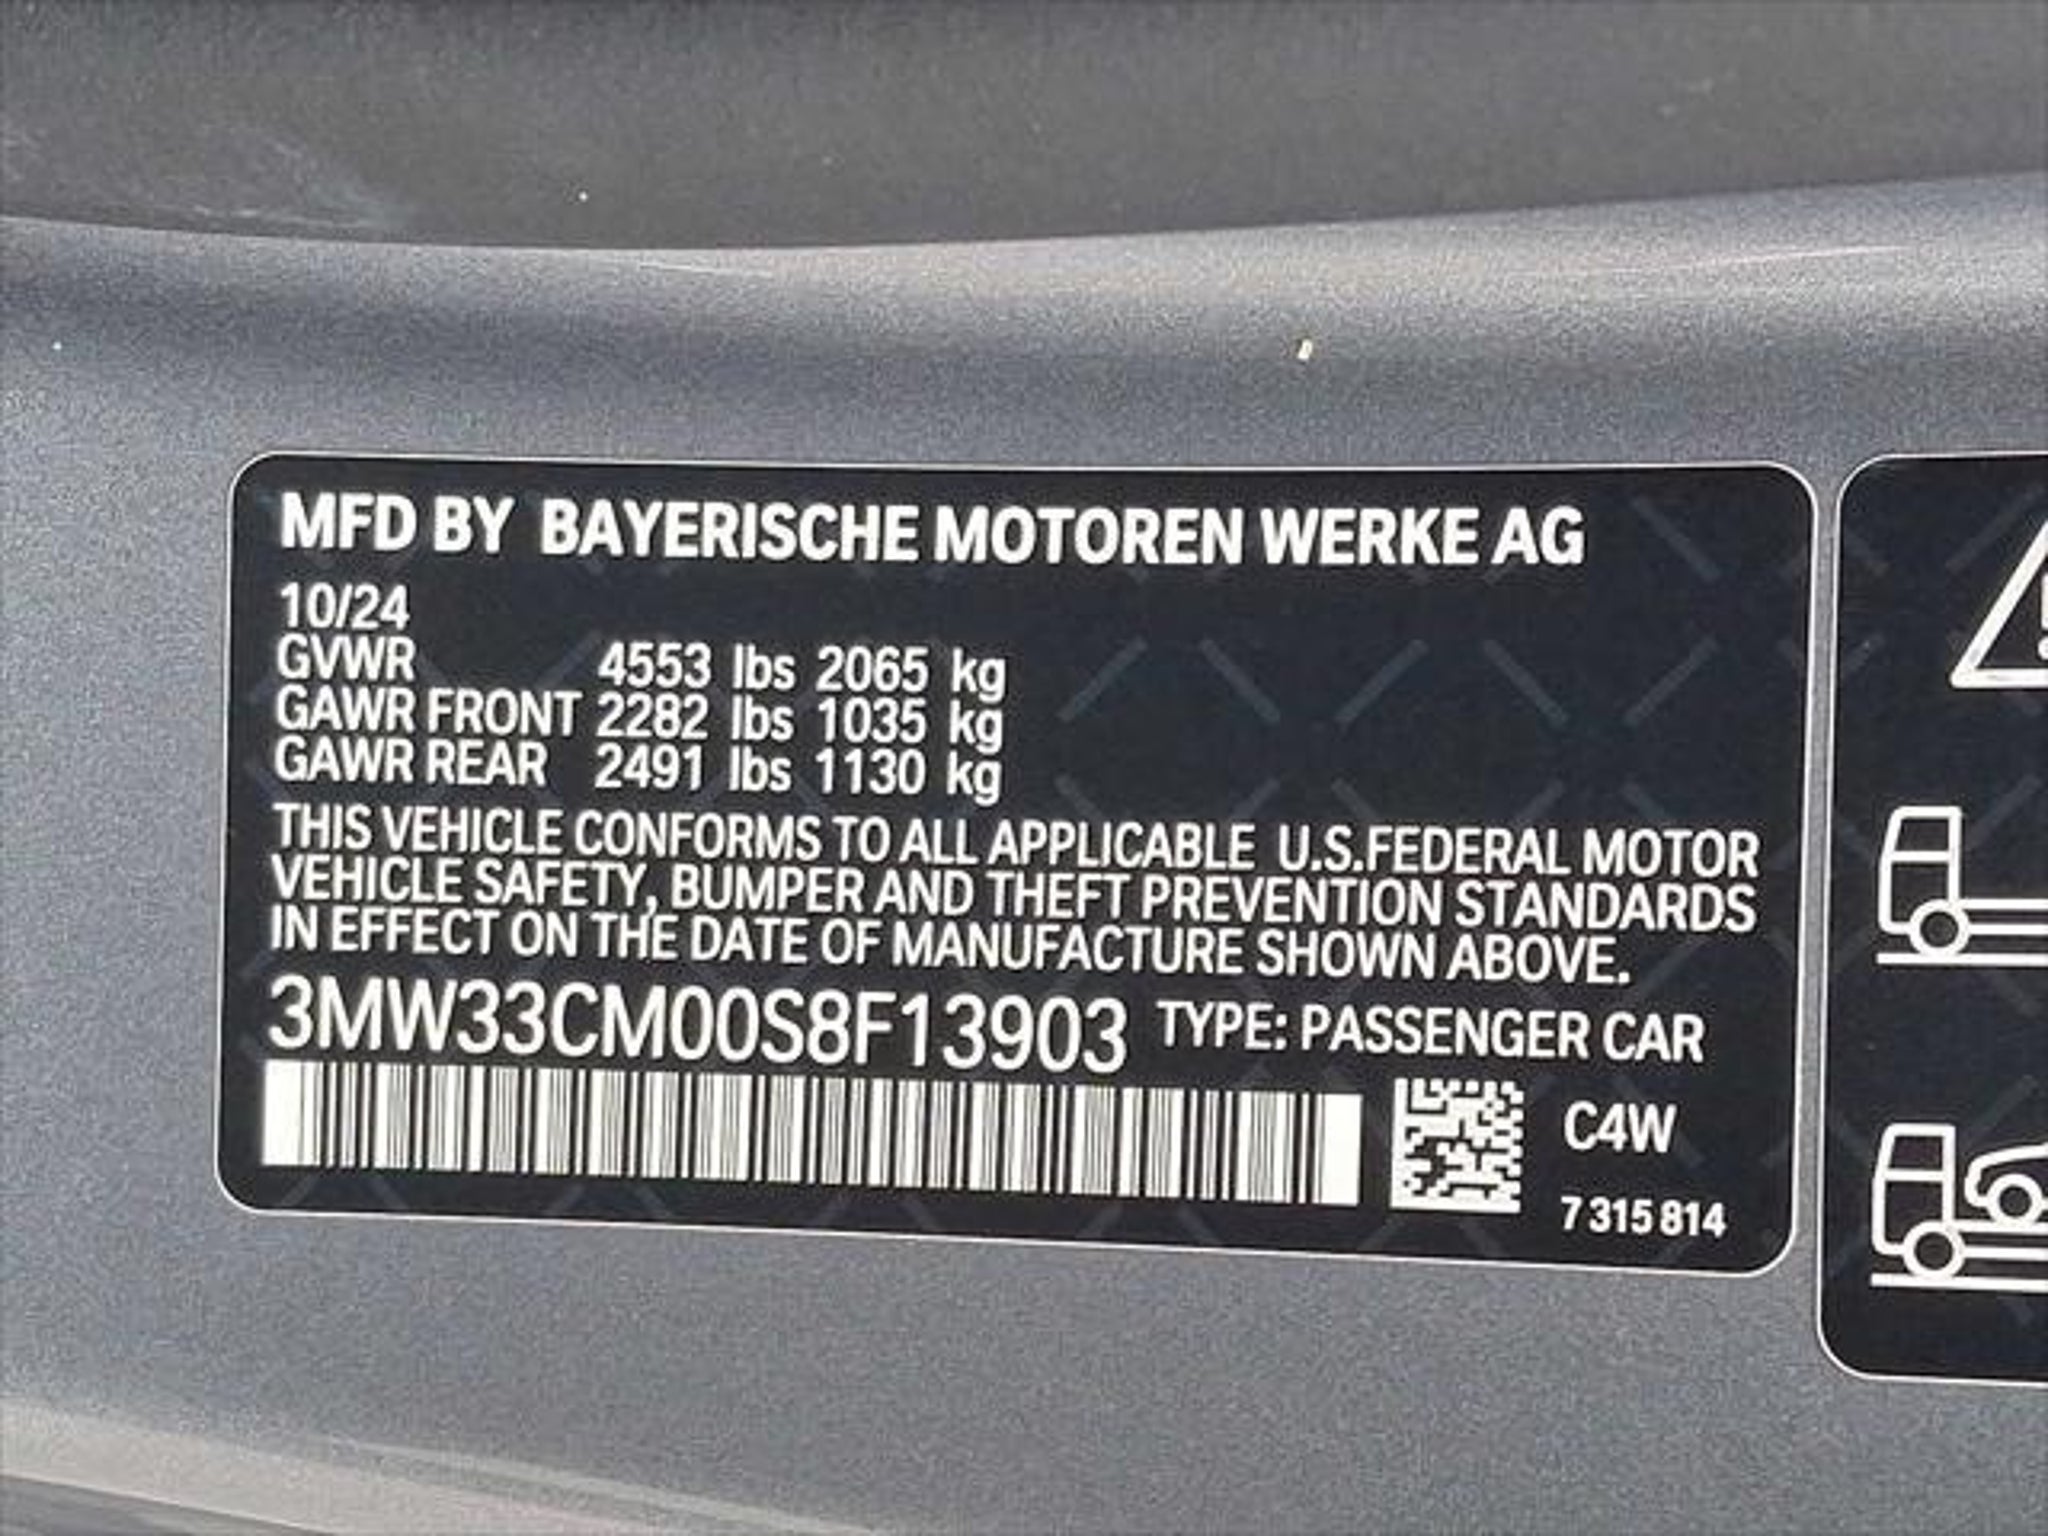 MFD BY BAYERISCHE MOTOREN WERKE AG
10/24
GVWR 4553 lbs 2065 kg
GAWR FRONT 2282 lbs 1035 kg
GAWR REAR 2491 lbs 1130 kg
THIS VEHICLE CONFORMS TO ALL APPLICABLE U.S.FEDERAL MOTOR
VEHICLE SAFETY, BUMPER AND THEFT PREVENTION STANDARDS
IN EFFECT ON THE DATE OF MANUFACTURE SHOWN ABOVE.
3MW33CM00S8F13903 TYPE: PASSENGER CAR
C4W
7 315 814